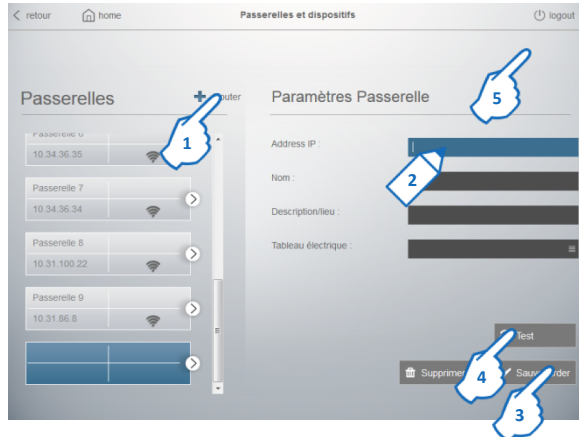 retour home Passerelles et dispositifs logout
Passerelles
Paramètres Passerelle
5
1
10.34.36.35
Address IP :
2
Nom :
Passerelle 7
10.34.36.34
Description/lieu :
Passerelle 8
10.31.100.22
Tableau électrique :
Passerelle 9
10.31.86.8
Test
Supprimer
4
3